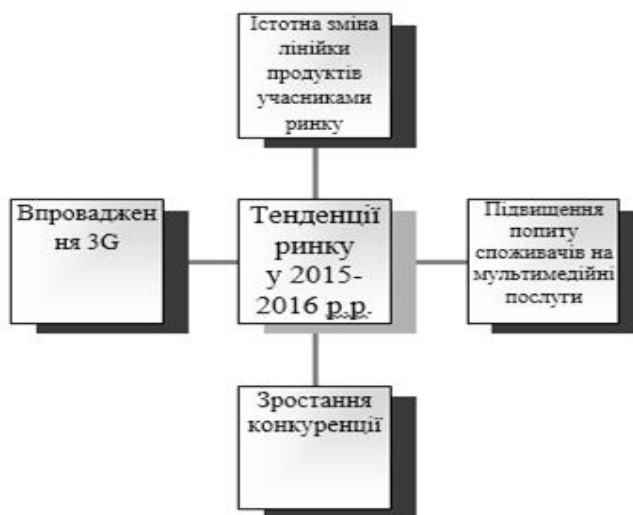 Істотна зміна
лінійки
продуктів
учасниками
ринку
Впроваджен
ня 3G
Тенденції
ринку
у 2015-
2016 р.р.
Підвищення
попиту
споживачів на
мультимедійні
послуги
Зростання
конкуренції